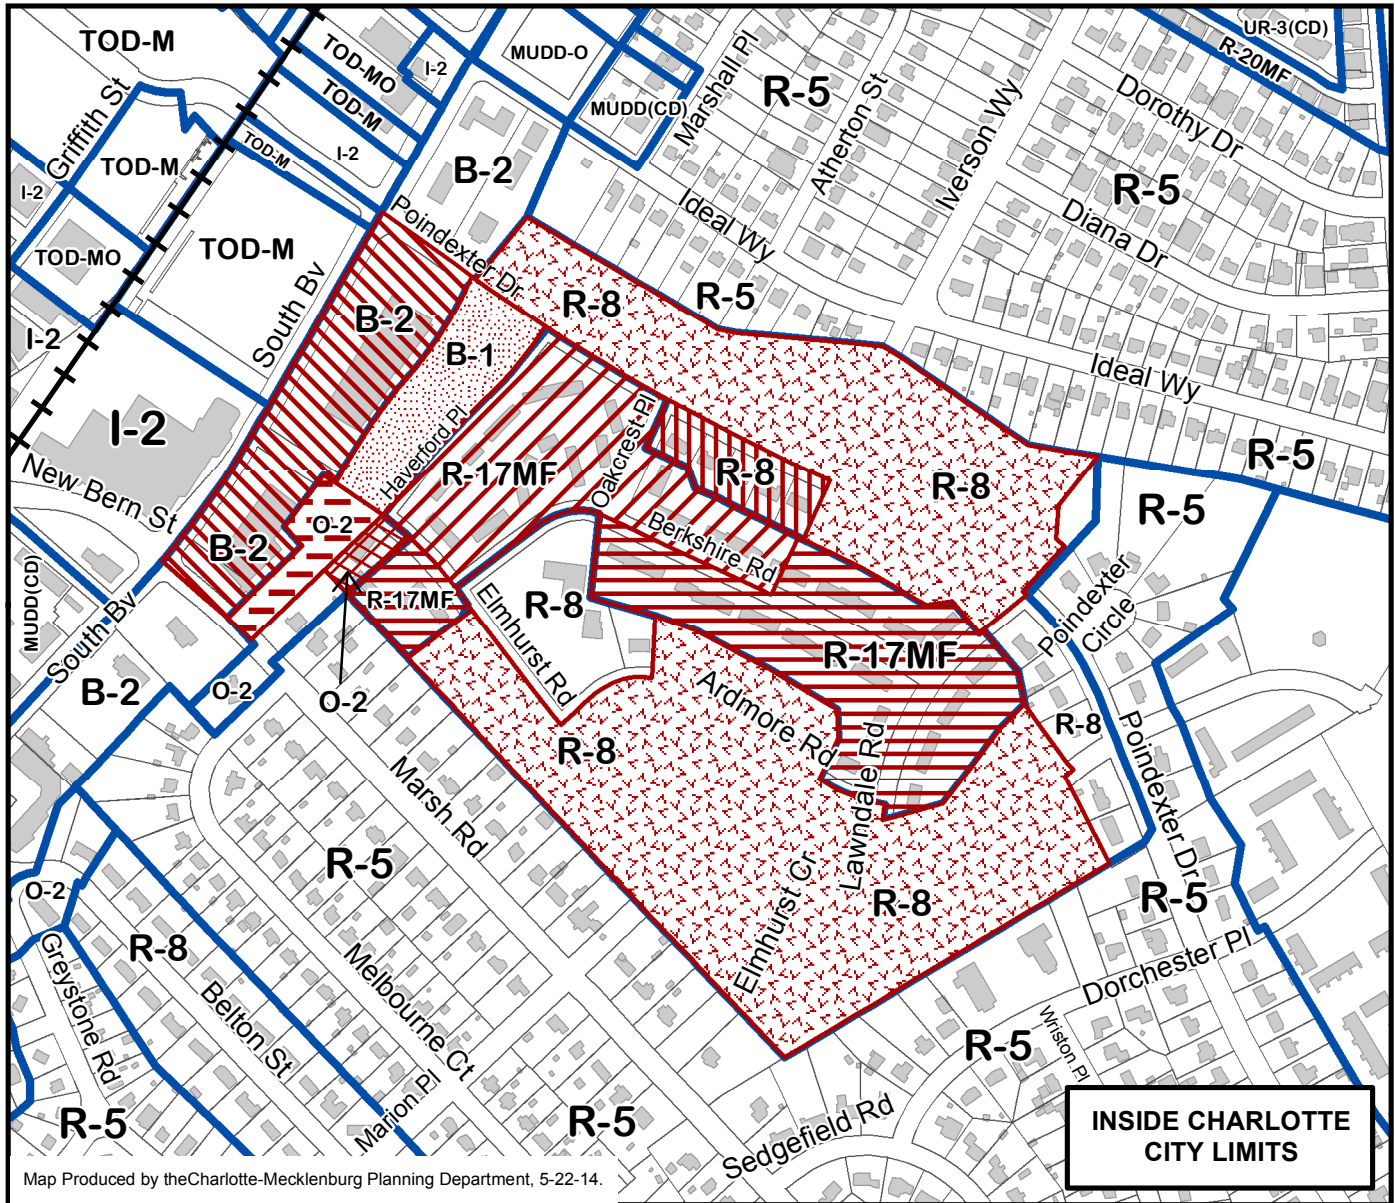 TOD-M
TOD-MO
I-2
MUDD-O
UR-3(CD)
R-20MF
Griffith St
TOD-M
MUDD(CD)
Marshall Pl
R-5
Atherton St
Iverson Wy
Dorothy Dr
TOD-M
TOD-M
I-2
B-2
R-5
I-2
Ideal Wy
Diana Dr
TOD-MO
TOD-M
Poindexter Dr
South Bv
R-8
R-5
B-2
I-2
B-1
Ideal Wy
I-2
Haverford Pl
R-17MF
Oakcrest Pl
R-8
R-8
R-5
New Bern St
O-2
R-5
B-2
Berkshire Rd
MUDD(CD)
R-17MF
Elmhurst Rd
R-8
Poindexter Circle
South Bv
R-17MF
B-2
O-2
O-2
Ardmore Rd
R-8
R-8
Poindexter Dr
Marsh Rd
Lawndale Rd
R-5
O-2
Elmhurst Cr
R-8
R-5
R-8
Greystone Rd
Belton St
Melbourne Ct
Dorchester Pl
Wriston Pl
R-5
Marion Pl
R-5
R-5
Sedgefield Rd
INSIDE CHARLOTTE
CITY LIMITS
Map Produced by theCharlotte-Mecklenburg Planning Department, 5-22-14.